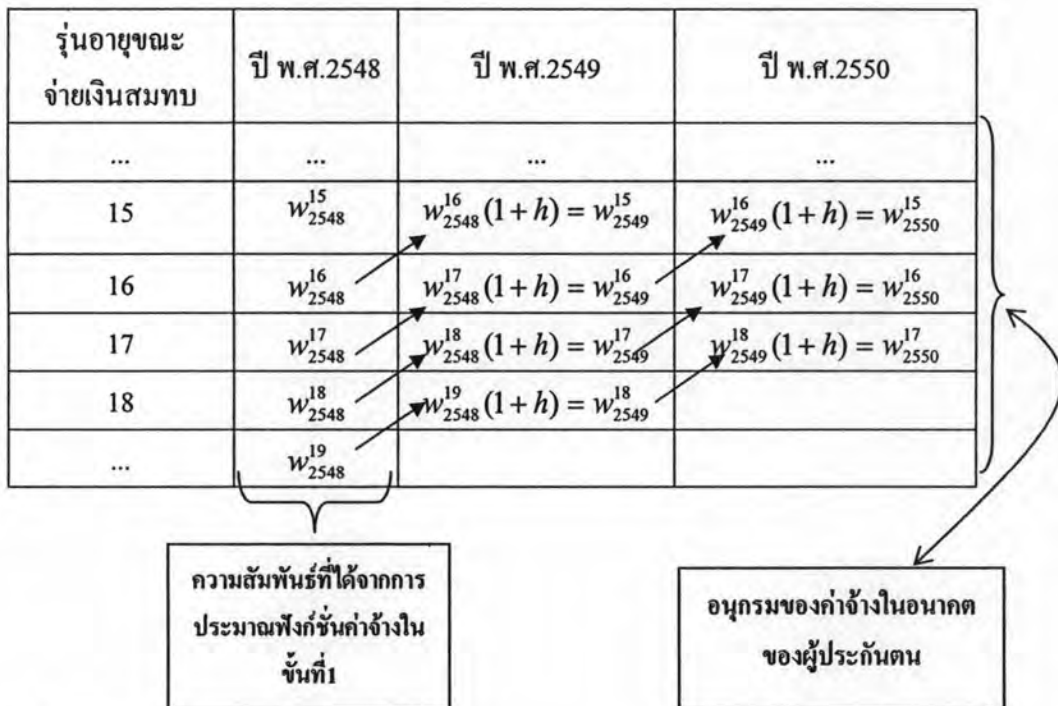 รุ่นอายุขณะ
จ่ายเงินสมทบ
ปี พ.ศ.2548
ปี พ.ศ.2549
ปี พ.ศ.2550
... ... ... ...
15 $w_{2548}^{15}$ $w_{2548}^{16}(1+h)=w_{2549}^{15}$ $w_{2549}^{16}(1+h)=w_{2550}^{15}$
16 $w_{2548}^{16}$ $w_{2548}^{17}(1+h)=w_{2549}^{16}$ $w_{2549}^{17}(1+h)=w_{2550}^{16}$
17 $w_{2548}^{17}$ $w_{2548}^{18}(1+h)=w_{2549}^{17}$ $w_{2549}^{18}(1+h)=w_{2550}^{17}$
18 $w_{2548}^{18}$ $w_{2548}^{19}(1+h)=w_{2549}^{18}$
... $w_{2548}^{19}$
ความสัมพันธ์ที่ได้จากการ
ประมาณฟังก์ชั่นค่าจ้างใน
ขั้นที่1
อนุกรมของค่าจ้างในอนาคต
ของผู้ประกันตน